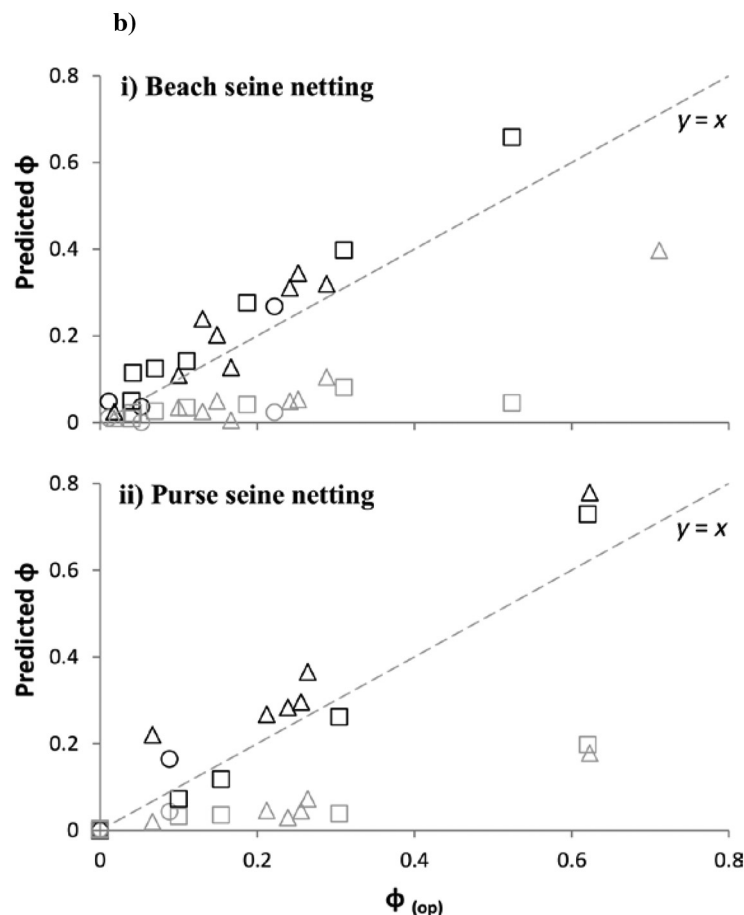 b)
i) Beach seine netting
0.8
0.6
0.4
0.2
0
Predicted ϕ
y = x
ii) Purse seine netting
0.8
0.6
0.4
0.2
0
Predicted ϕ
y = x
0 0.2 0.4 0.6 0.8
ϕ (op)